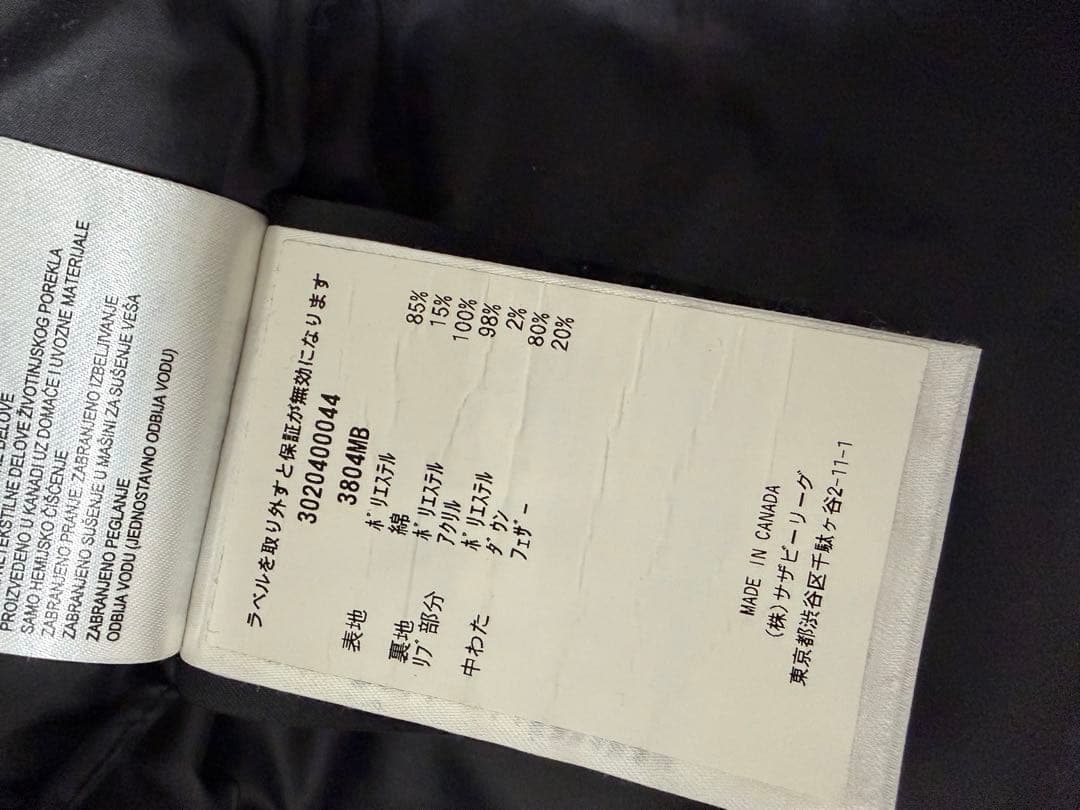 TEKSTILNE DELOVE ŽIVOTINJSKOG POREKLA
PROIZVEDENO U KANADI UZ DOMAĆE I UVOZNE MATERIJALE
SAMO HEMIJSKO ČIŠĆENJE
ZABRANJENO PRANJE; ZABRANJENO IZBELJIVANJE
ZABRANJENO SUŠENJE U MAŠINI ZA SUŠENJE VEŠA
ZABRANJENO PEGLANJE
ODBIJA VODU (JEDNOSTAVNO ODBIJA VODU)
ラベルを取り外すと保証が無効になります
3020400044
3804MB
表地 ポリエステル 85%
綿 15%
裏地 ポリエステル 100%
リブ部分 アクリル 98%
ポリエステル 2%
中わた ダウン 80%
フェザー 20%
MADE IN CANADA
(株)サザビーリーグ
東京都渋谷区千駄ヶ谷2-11-1